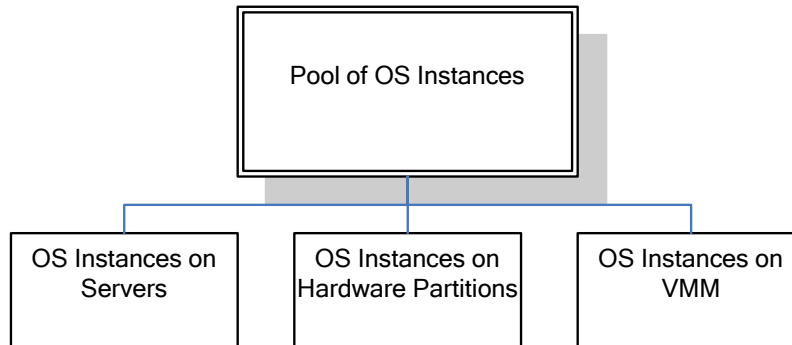 Pool of OS Instances
OS Instances on
Servers
OS Instances on
Hardware Partitions
OS Instances on
VMM